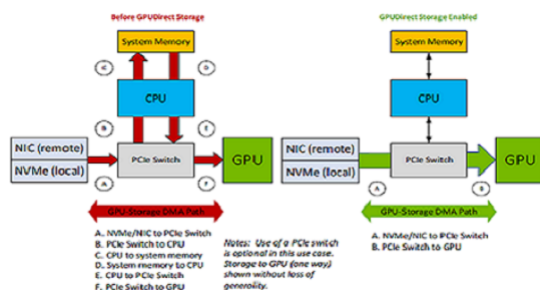 Before GPUDirect Storage
System Memory
C
D
CPU
B
E
NIC (remote)
NVMe (local)
PCIe Switch
GPU
A
F
GPU-Storage DMA Path
A. NVMe/NIC to PCIe Switch
B. PCIe Switch to CPU
C. CPU to system memory
D. System memory to CPU
E. CPU to PCIe Switch
F. PCIe Switch to GPU
Notes: Use of a PCIe switch
is optional in this use case.
Storage to GPU (one way)
shown without loss of
generality.
GPUDirect Storage Enabled
System Memory
CPU
NIC (remote)
NVMe (local)
PCIe Switch
GPU
A
B
GPU-Storage DMA Path
A. NVMe/NIC to PCIe Switch
B. PCIe Switch to GPU